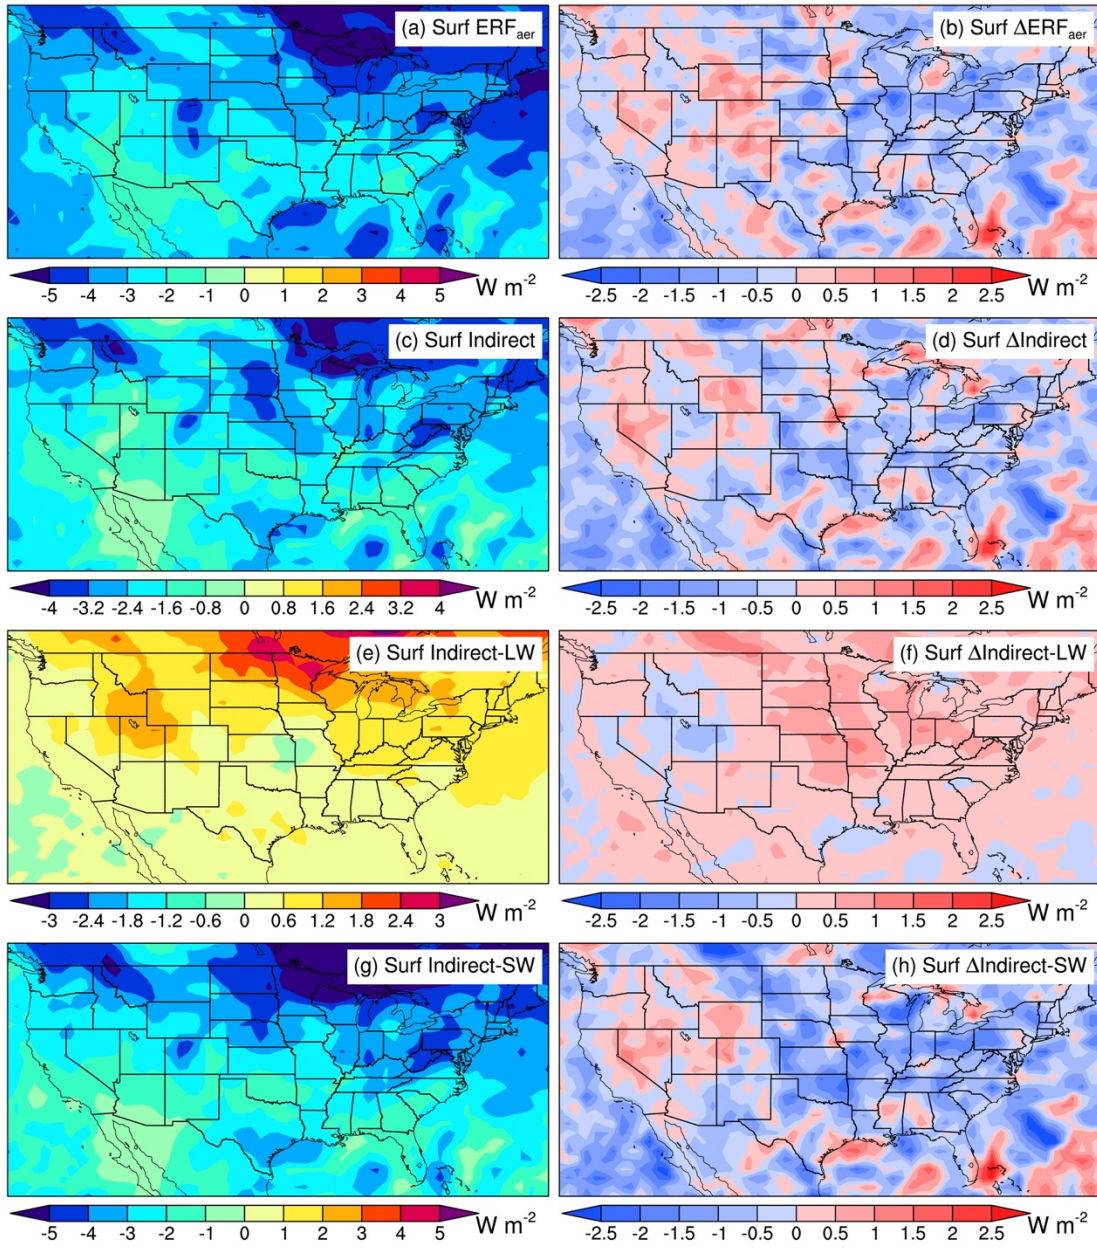 (a) Surf ERFaer
(b) Surf ΔERFaer
-5 -4 -3 -2 -1 0 1 2 3 4 5 W m-2
-2.5 -2 -1.5 -1 -0.5 0 0.5 1 1.5 2 2.5 W m-2
(c) Surf Indirect
(d) Surf ΔIndirect
-4 -3.2 -2.4 -1.6 -0.8 0 0.8 1.6 2.4 3.2 4 W m-2
-2.5 -2 -1.5 -1 -0.5 0 0.5 1 1.5 2 2.5 W m-2
(e) Surf Indirect-LW
(f) Surf ΔIndirect-LW
-3 -2.4 -1.8 -1.2 -0.6 0 0.6 1.2 1.8 2.4 3 W m-2
-2.5 -2 -1.5 -1 -0.5 0 0.5 1 1.5 2 2.5 W m-2
(g) Surf Indirect-SW
(h) Surf ΔIndirect-SW
-5 -4 -3 -2 -1 0 1 2 3 4 5 W m-2
-2.5 -2 -1.5 -1 -0.5 0 0.5 1 1.5 2 2.5 W m-2